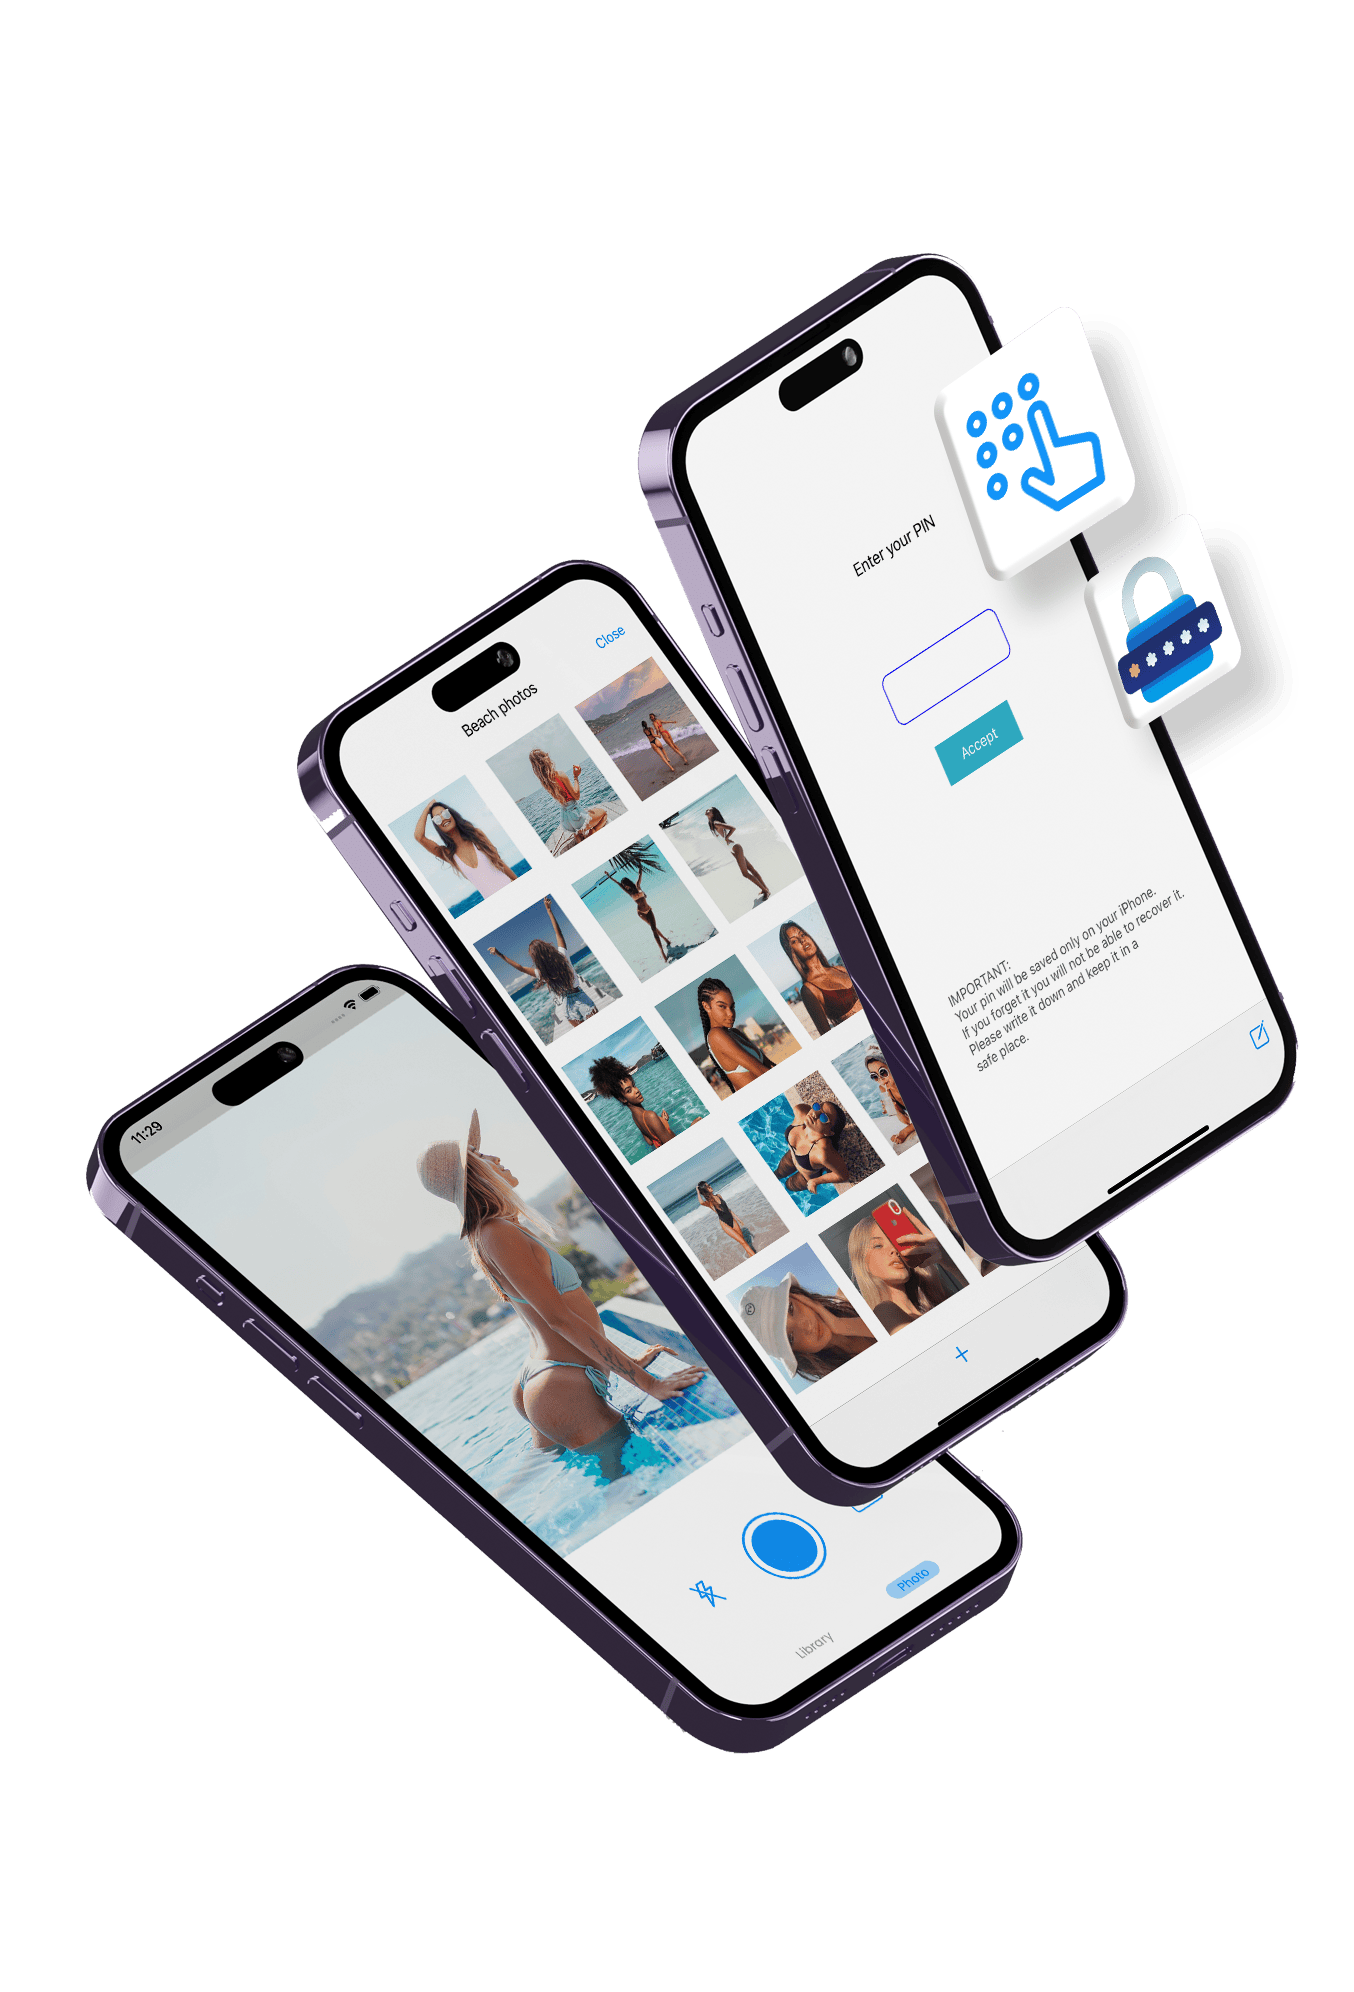 Enter your PIN
Accept
IMPORTANT:
Your pin will be saved only on your iPhone.
If you forget it you will not be able to recover it.
Please write it down and keep it in a
safe place.
Close
Beach photos
11:29
Photo
Library